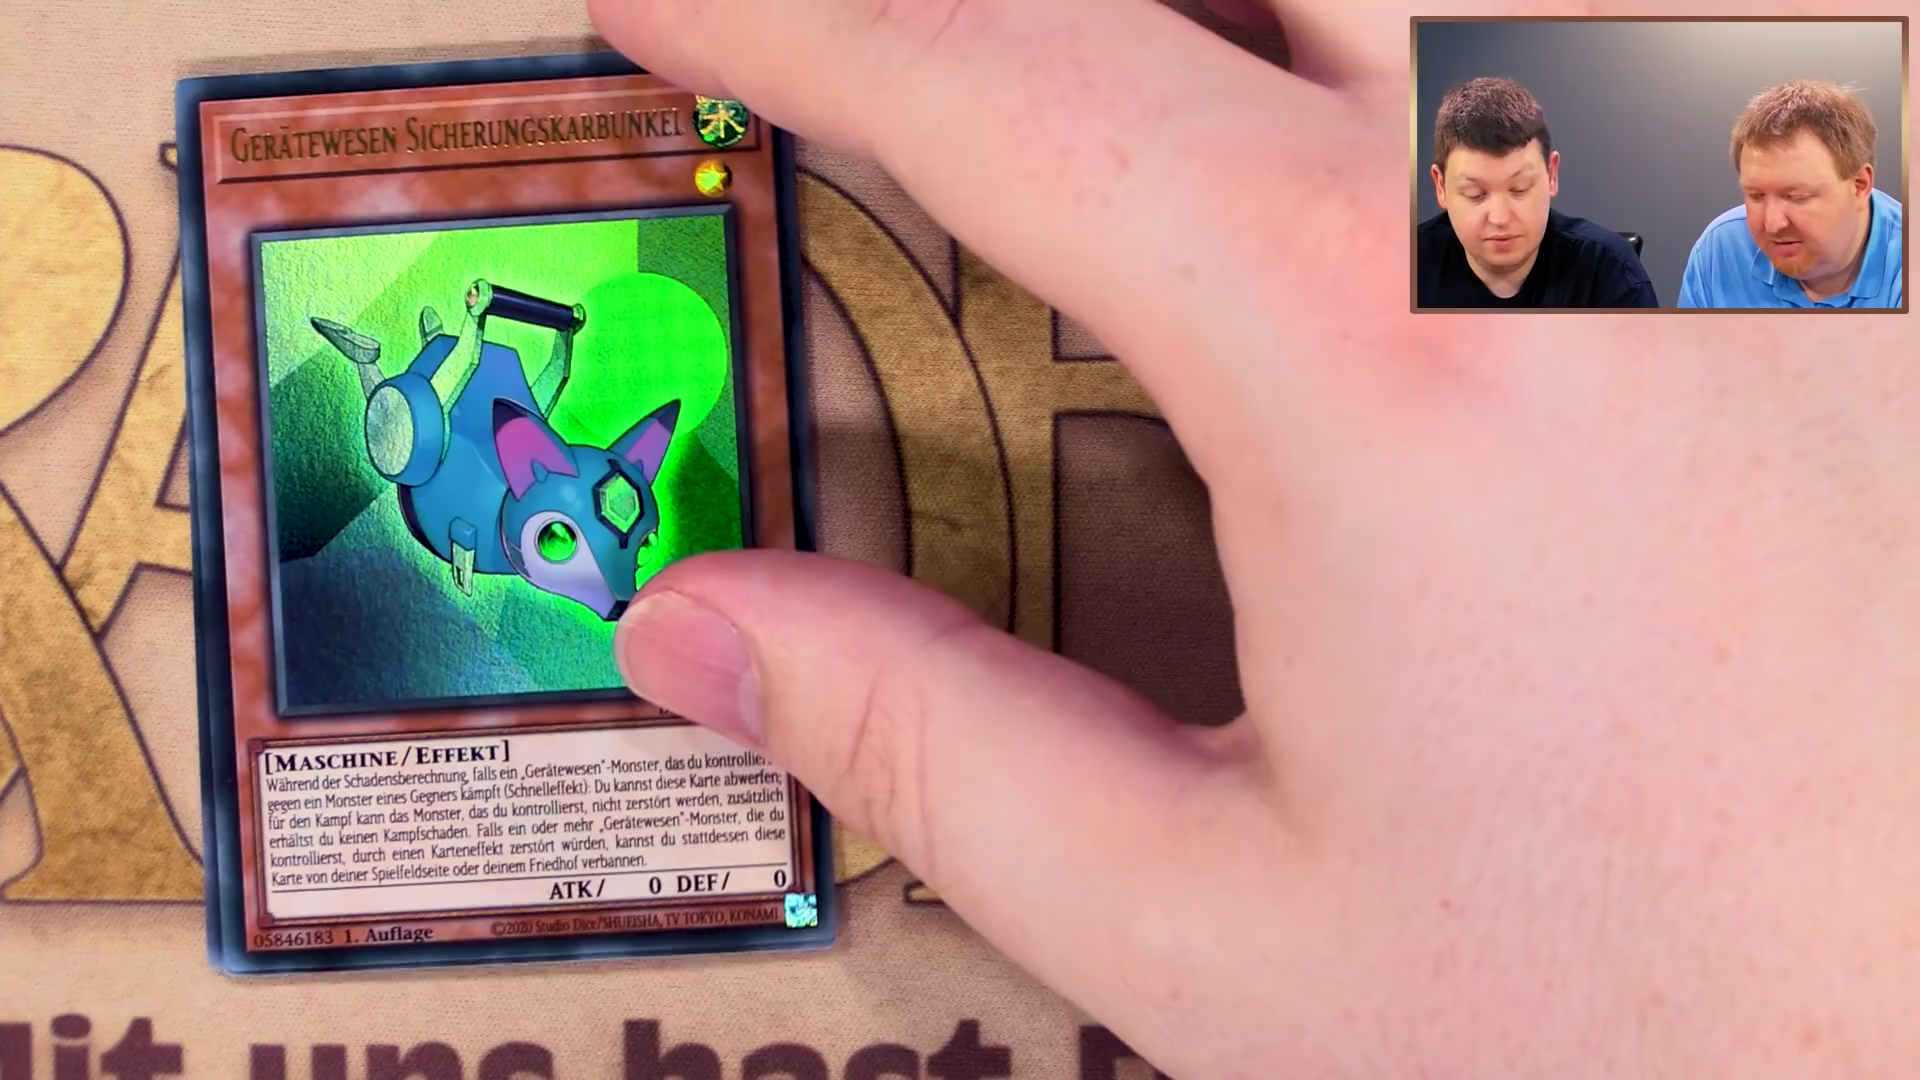 GERÄTEWESEN SICHERUNGSKARBUNKEL
[MASCHINE/EFFEKT]
Während der Schadensberechnung, falls ein „Gerätewesen"-Monster, das du kontrollierst,
gegen ein Monster eines Gegners kämpft (Schnelleffekt): Du kannst diese Karte abwerfen;
für den Kampf kann das Monster, das du kontrollierst, nicht zerstört werden, zusätzlich
erhältst du keinen Kampfschaden. Falls ein oder mehr „Gerätewesen"-Monster, die du
kontrollierst, durch einen Karteneffekt zerstört würden, kannst du stattdessen diese
Karte von deiner Spielfeldseite oder deinem Friedhof verbannen.
ATK/ 0 DEF/ 0
05846183 1. Auflage ©2020 Studio Dice/SHUEISHA, TV TOKYO, KONAMI
Mit uns hast